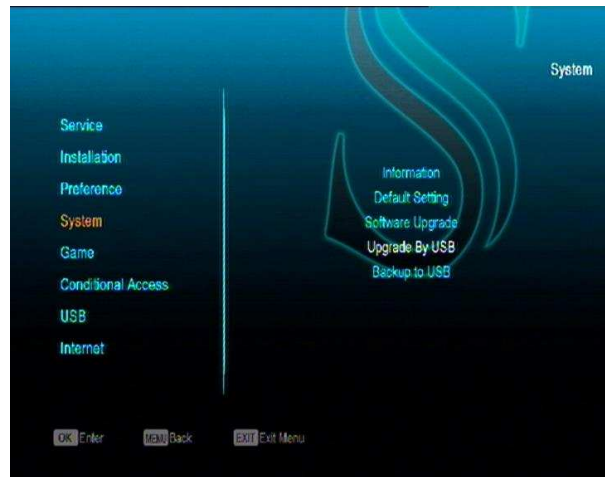 System
Service
Installation
Preference
System
Game
Conditional Access
USB
Internet
Information
Default Setting
Software Upgrade
Upgrade By USB
Backup to USB
OK Enter MENU Back EXIT Exit Menu